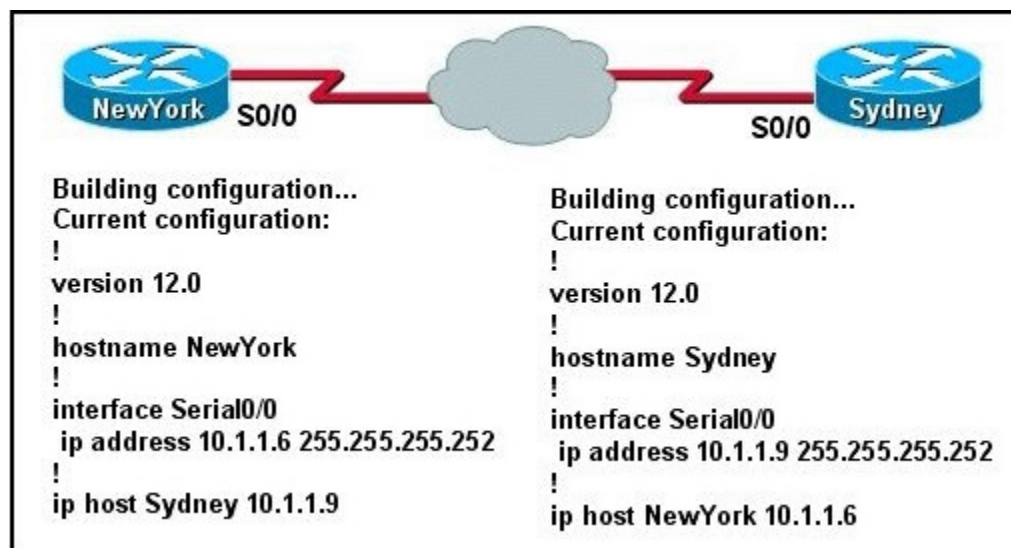 NewYork
S0/0
S0/0
Sydney
Building configuration...
Current configuration:
!
version 12.0
!
hostname NewYork
!
interface Serial0/0
ip address 10.1.1.6 255.255.255.252
!
ip host Sydney 10.1.1.9
Building configuration...
Current configuration:
!
version 12.0
!
hostname Sydney
!
interface Serial0/0
ip address 10.1.1.9 255.255.255.252
!
ip host NewYork 10.1.1.6